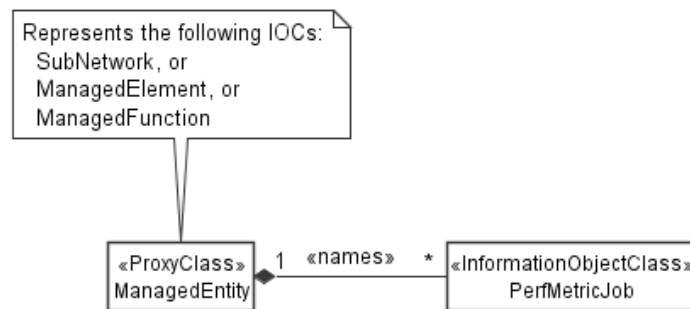 Represents the following IOCs:
SubNetwork, or
ManagedElement, or
ManagedFunction
«ProxyClass»
ManagedEntity
1 «names» *
«InformationObjectClass»
PerfMetricJob